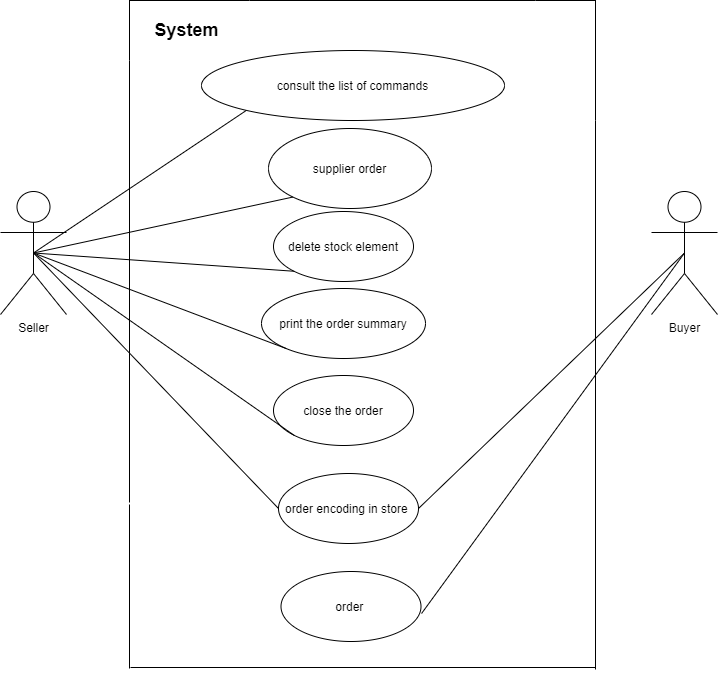 System
consult the list of commands
supplier order
delete stock element
print the order summary
Seller
Buyer
close the order
order encoding in store
order